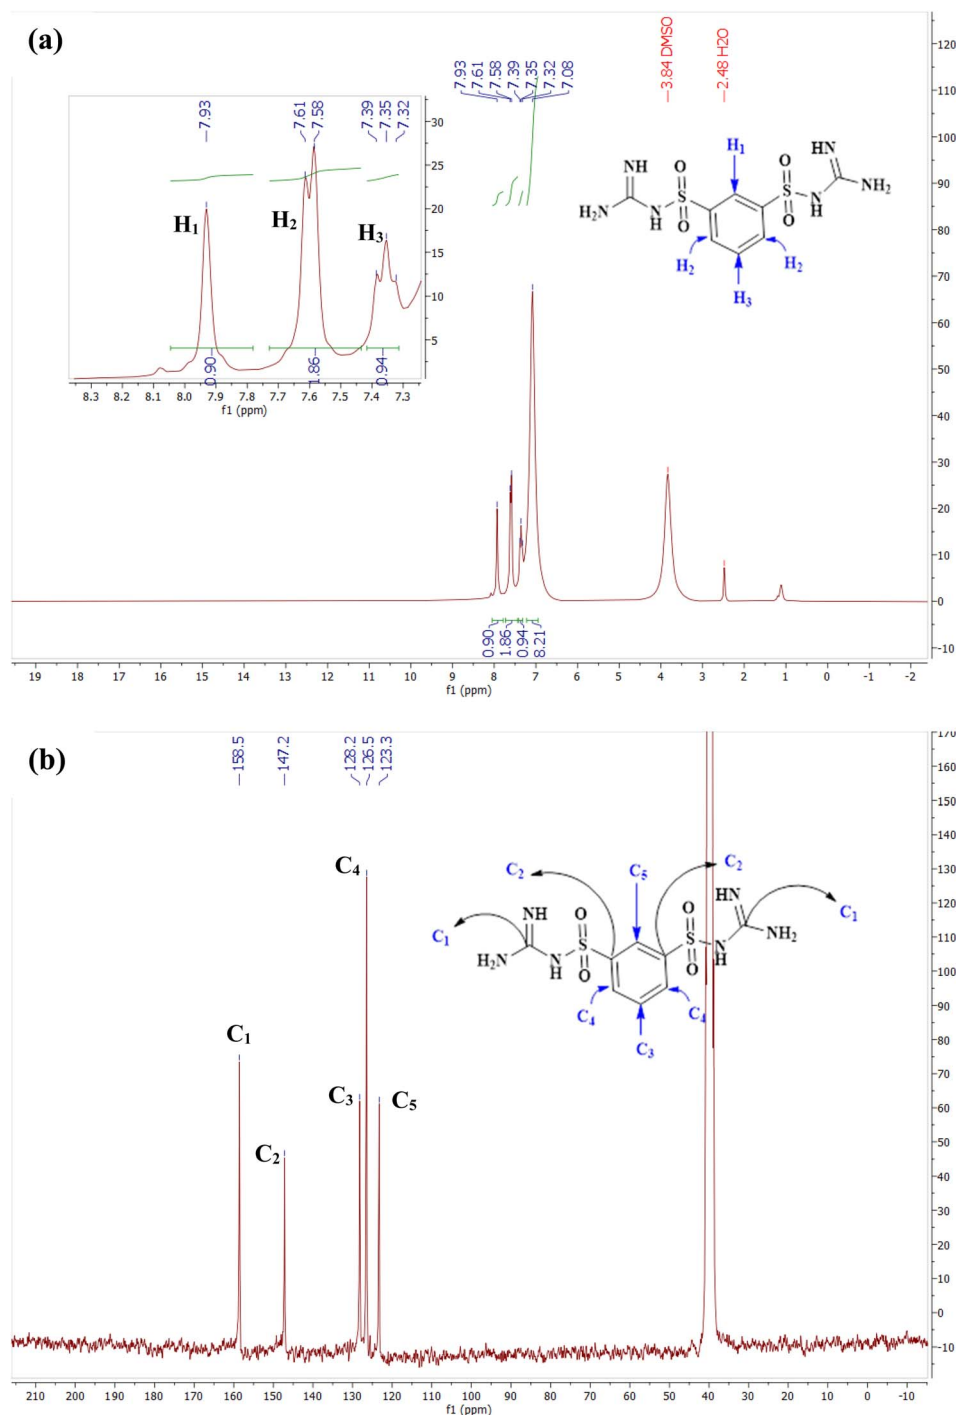 (a)
7.93
7.61
7.58
7.39
7.35
7.32
7.08
3.84 DMSO
2.48 H2O
7.93
7.61
7.58
7.39
7.35
7.32
H1
H2
H3
0.90
1.86
0.94
30
25
20
15
10
5
8.3 8.2 8.1 8.0 7.9 7.8 7.7 7.6 7.5 7.4 7.3
f1 (ppm)
H1
NH
O
O
NH
H2N
N
H
S
S
N
H
NH2
O
O
H2
H2
H3
120
110
100
90
80
70
60
50
40
30
20
10
0
-10
0.90
1.86
0.94
8.21
19 18 17 16 15 14 13 12 11 10 9 8 7 6 5 4 3 2 1 0 -1 -2
f1 (ppm)
(b)
158.5
147.2
128.2
126.5
123.3
C4
C1
C3
C5
C2
C2
C5
C2
C1
NH
O
O
HN
C1
H2N
N
H
S
S
N
H
NH2
O
O
C4
C4
C3
170
160
150
140
130
120
110
100
90
80
70
60
50
40
30
20
10
0
-10
210 200 190 180 170 160 150 140 130 120 110 100 90 80 70 60 50 40 30 20 10 0 -10
f1 (ppm)